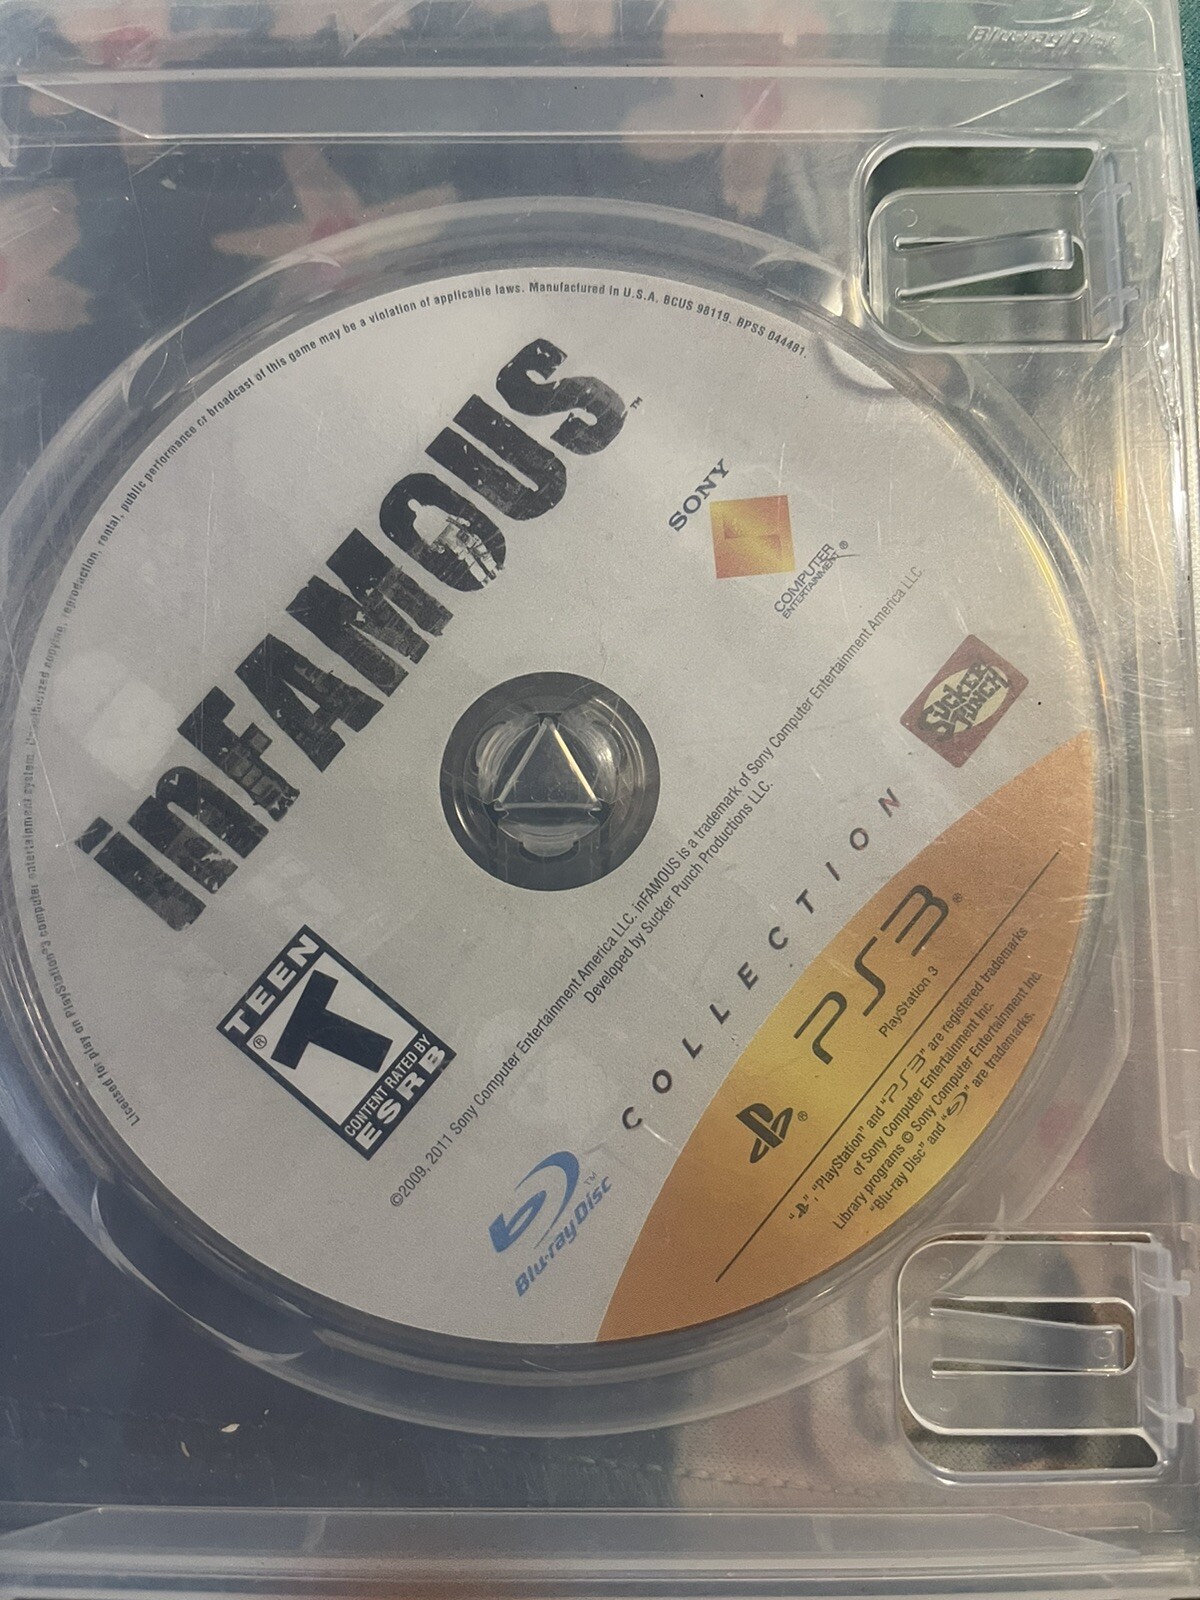 Blu-ray Disc
Licensed for play on PlayStation®3 computer entertainment system. Unauthorized copying, reproduction, rental, public performance or broadcast of this game may be a violation of applicable laws. Manufactured in U.S.A. BCUS 98119. BPSS 044481.
inFAMOUS™
SONY
COMPUTER
ENTERTAINMENT®
SUCKER
PUNCH
TEEN
T
®
CONTENT RATED BY
ESRB
©2009, 2011 Sony Computer Entertainment America LLC. inFAMOUS is a trademark of Sony Computer Entertainment America LLC
Developed by Sucker Punch Productions LLC.
Blu-ray Disc™
COLLECTION
PS3®
PlayStation 3
®
" ", "PlayStation" and "PS3" are registered trademarks
of Sony Computer Entertainment Inc.
Library programs © Sony Computer Entertainment Inc.
"Blu-ray Disc" and " " are trademarks.